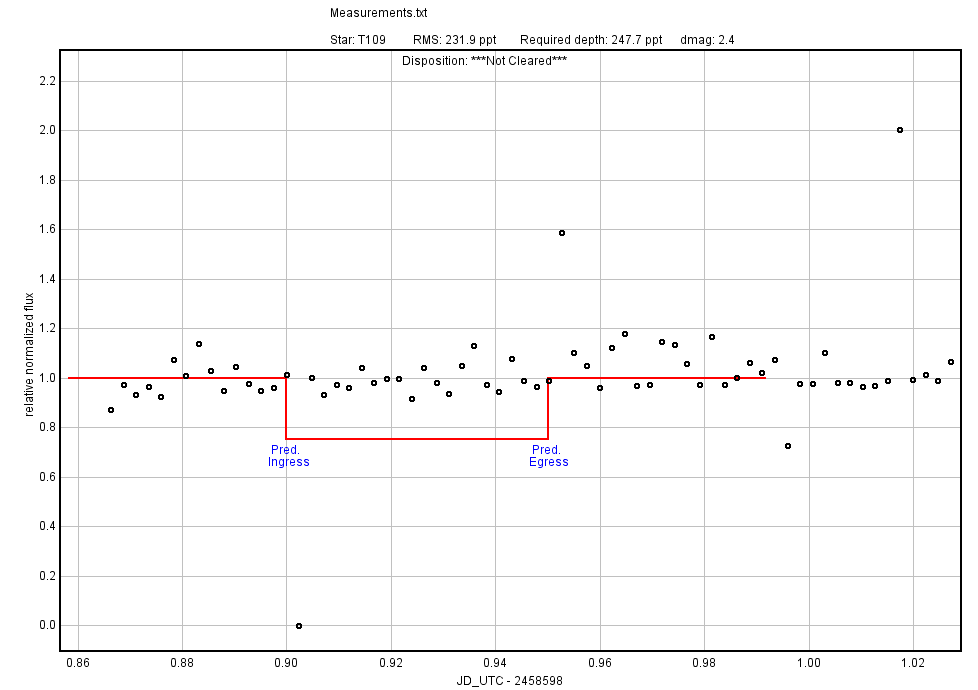 Measurements.txt
Star: T109 RMS: 231.9 ppt Required depth: 247.7 ppt dmag: 2.4
Disposition: ***Not Cleared***
2.2
2.0
1.8
1.6
1.4
1.2
1.0
0.8
0.6
0.4
0.2
0.0
relative normalized flux
Pred.
Ingress
Pred.
Egress
0.86 0.88 0.90 0.92 0.94 0.96 0.98 1.00 1.02
JD_UTC - 2458598